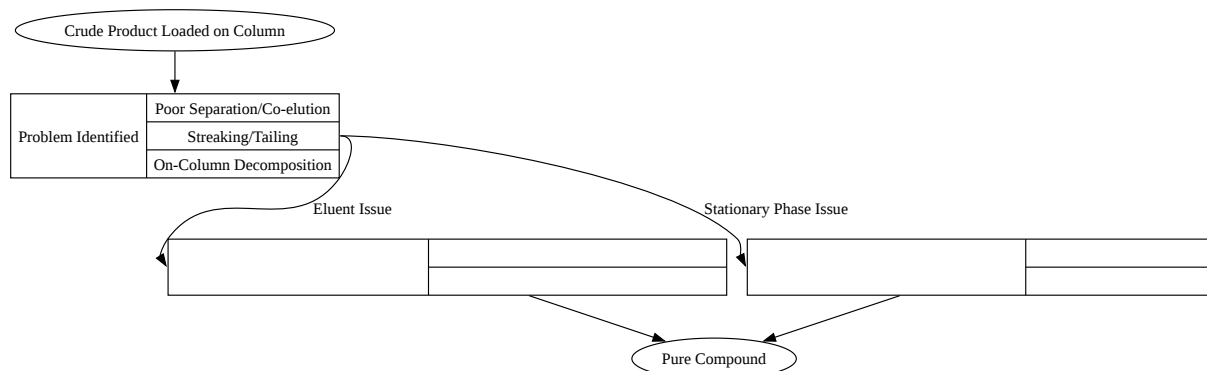 Crude Product Loaded on Column
Problem Identified
Poor Separation/Co-elution
Streaking/Tailing
On-Column Decomposition
Eluent Issue
Stationary Phase Issue
Pure Compound